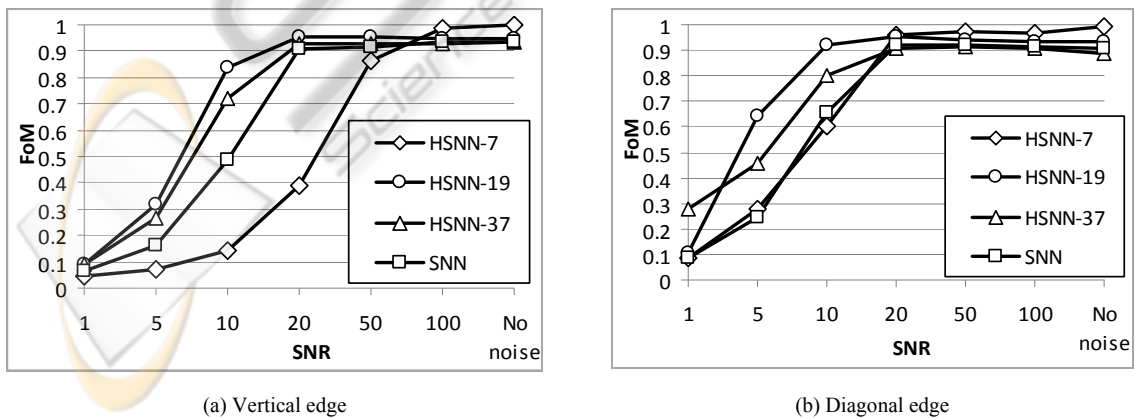 1
0.9
0.8
0.7
0.6
0.5
0.4
0.3
0.2
0.1
0
FoM
1 5 10 20 50 100 No noise
SNR
HSNN-7
HSNN-19
HSNN-37
SNN
(a) Vertical edge
1
0.9
0.8
0.7
0.6
0.5
0.4
0.3
0.2
0.1
0
FoM
1 5 10 20 50 100 No noise
SNR
HSNN-7
HSNN-19
HSNN-37
SNN
(b) Diagonal edge
Science